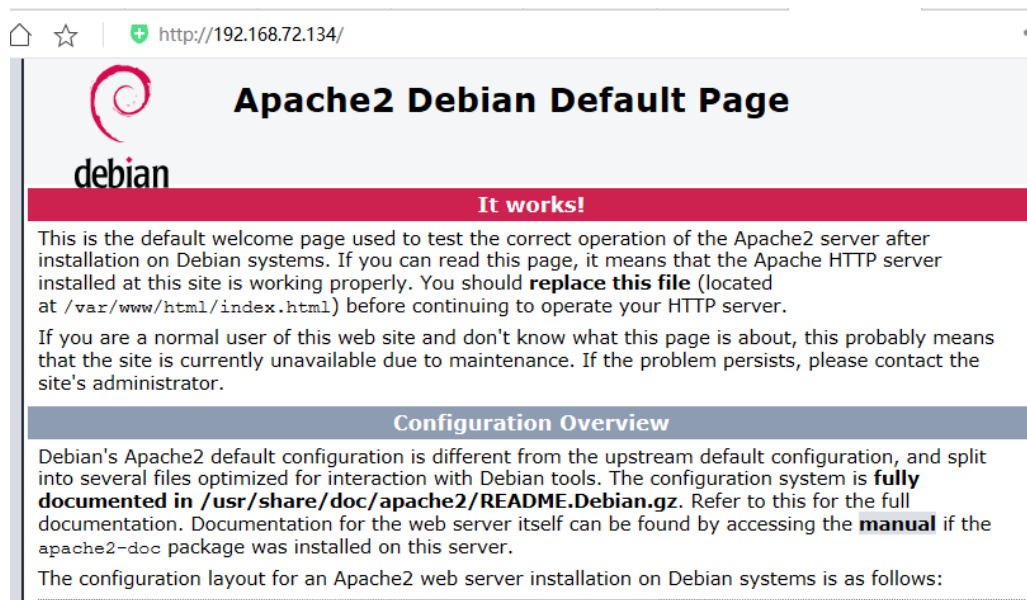 http://192.168.72.134/
Apache2 Debian Default Page
debian
It works!
This is the default welcome page used to test the correct operation of the Apache2 server after
installation on Debian systems. If you can read this page, it means that the Apache HTTP server
installed at this site is working properly. You should replace this file (located
at /var/www/html/index.html) before continuing to operate your HTTP server.
If you are a normal user of this web site and don't know what this page is about, this probably means
that the site is currently unavailable due to maintenance. If the problem persists, please contact the
site's administrator.
Configuration Overview
Debian's Apache2 default configuration is different from the upstream default configuration, and split
into several files optimized for interaction with Debian tools. The configuration system is fully
documented in /usr/share/doc/apache2/README.Debian.gz. Refer to this for the full
documentation. Documentation for the web server itself can be found by accessing the manual if the
apache2-doc package was installed on this server.
The configuration layout for an Apache2 web server installation on Debian systems is as follows: